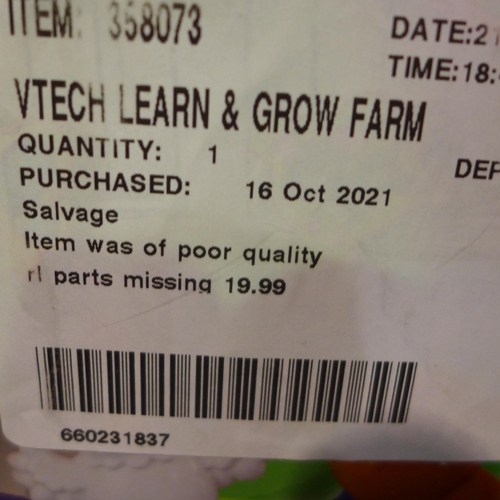 ITEM: 358073
DATE:2
TIME:18:
VTECH LEARN & GROW FARM
QUANTITY: 1
DEP
PURCHASED: 16 Oct 2021
Salvage
Item was of poor quality
rl parts missing 19.99
660231837